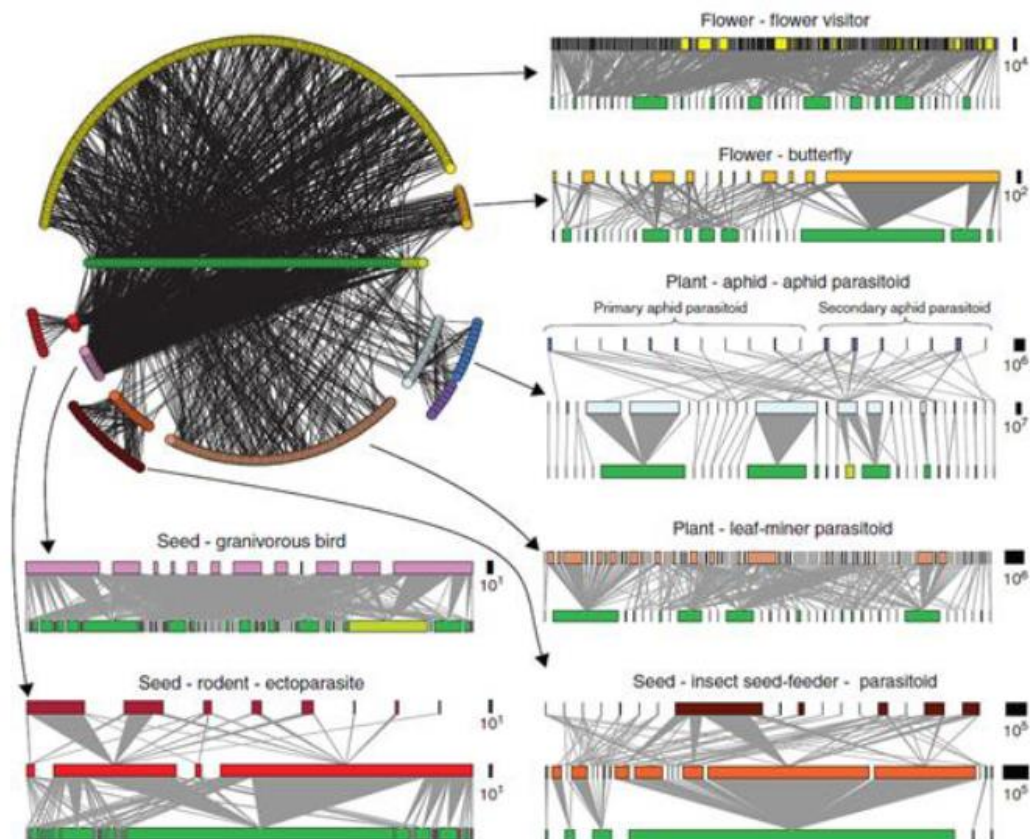 Flower - flower visitor
10⁴
Flower - butterfly
10²
Plant - aphid - aphid parasitoid
Primary aphid parasitoid
Secondary aphid parasitoid
10⁶
10⁷
Seed - granivorous bird
10¹
Plant - leaf-miner parasitoid
10⁶
Seed - rodent - ectoparasite
10¹
10¹
Seed - insect seed-feeder - parasitoid
10⁵
10⁵